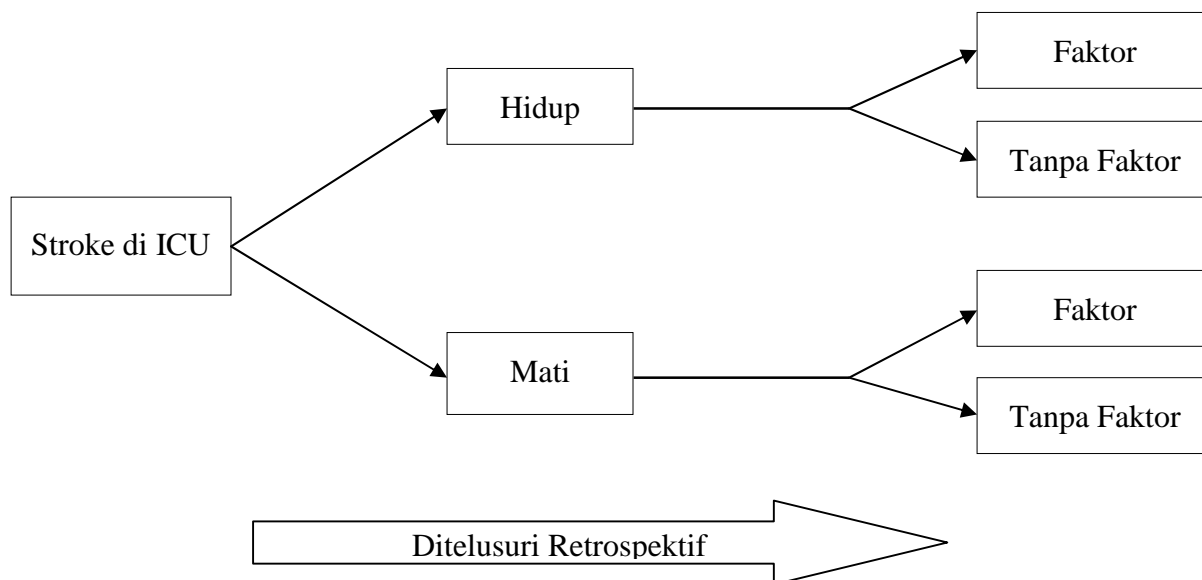 Faktor
Hidup
Tanpa Faktor
Stroke di ICU
Faktor
Mati
Tanpa Faktor
Ditelusuri Retrospektif